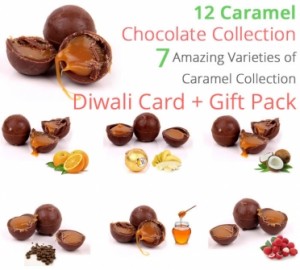 12 Caramel
Chocolate Collection
7 Amazing Varieties of
Caramel Collection
Diwali Card + Gift Pack